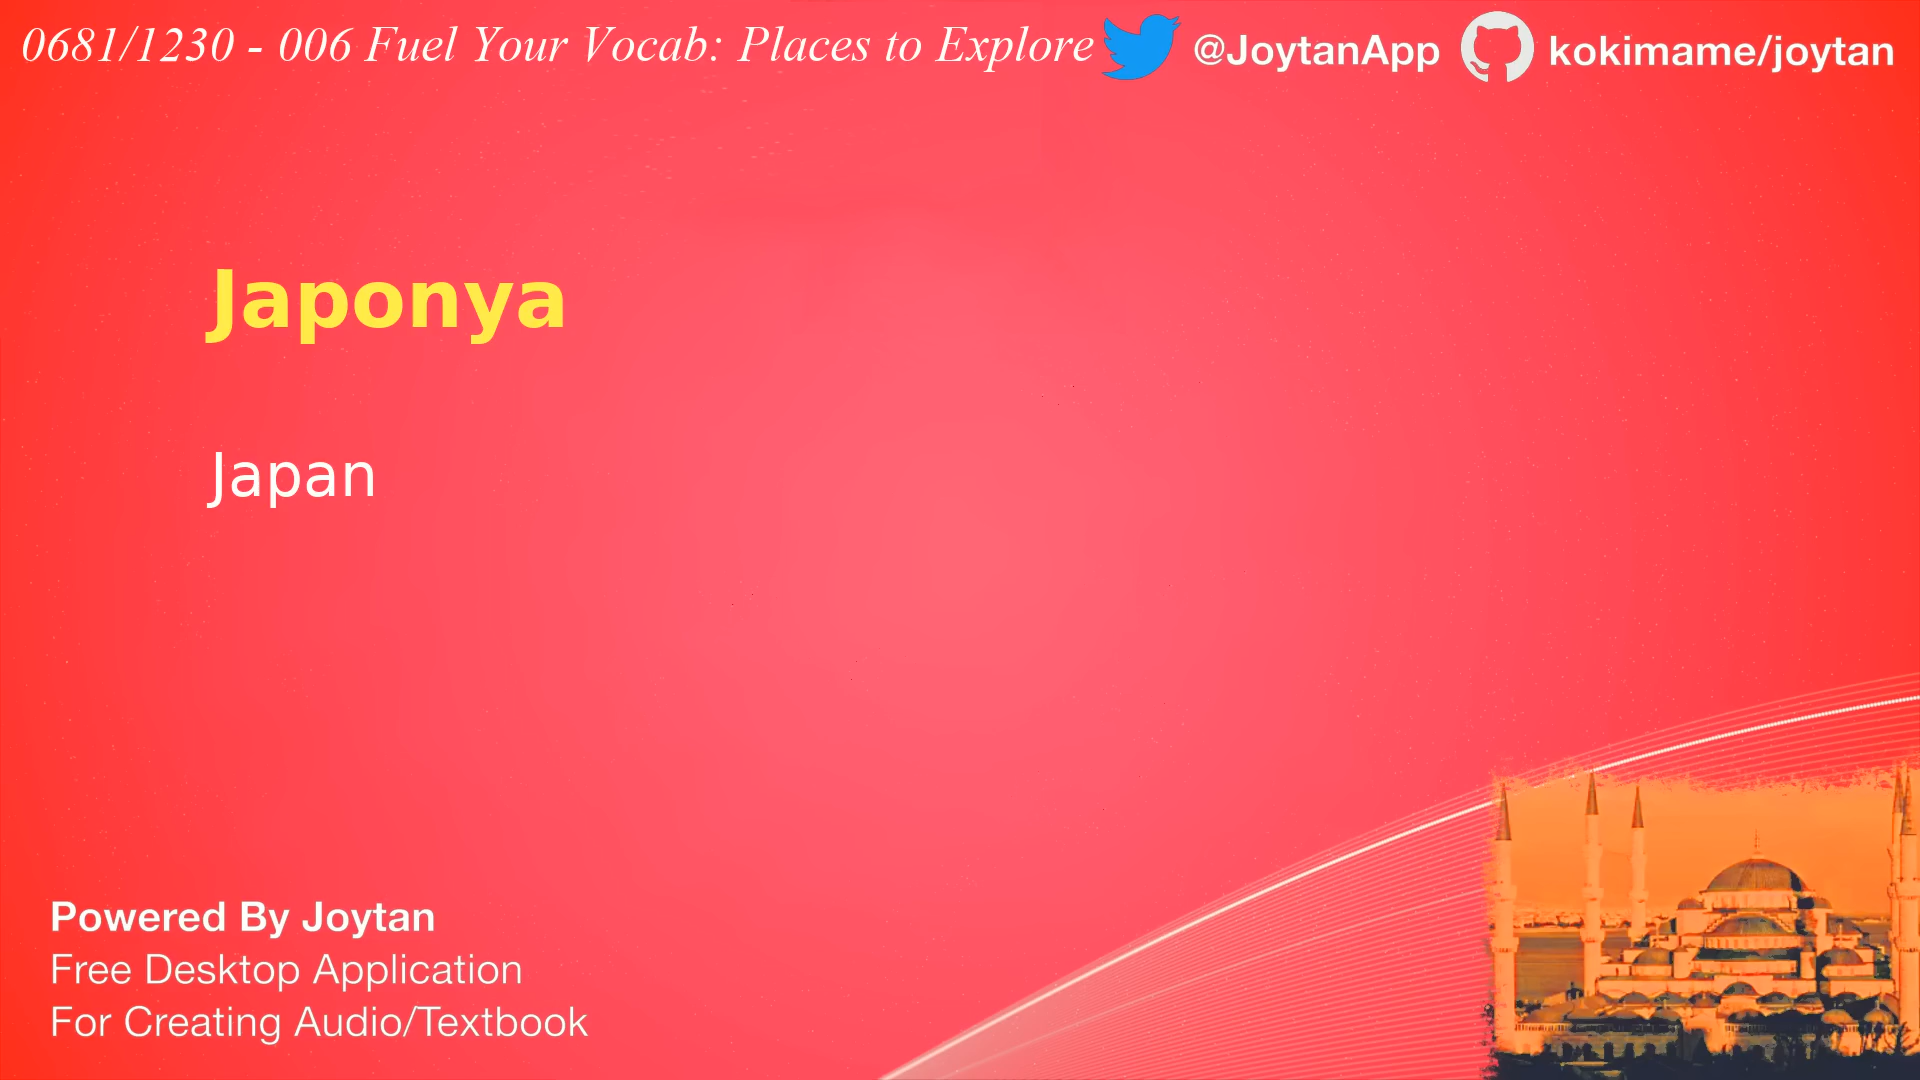 0681/1230 - 006 Fuel Your Vocab: Places to Explore @JoytanApp kokimame/joytan
Japonya
Japan
Powered By Joytan
Free Desktop Application
For Creating Audio/Textbook